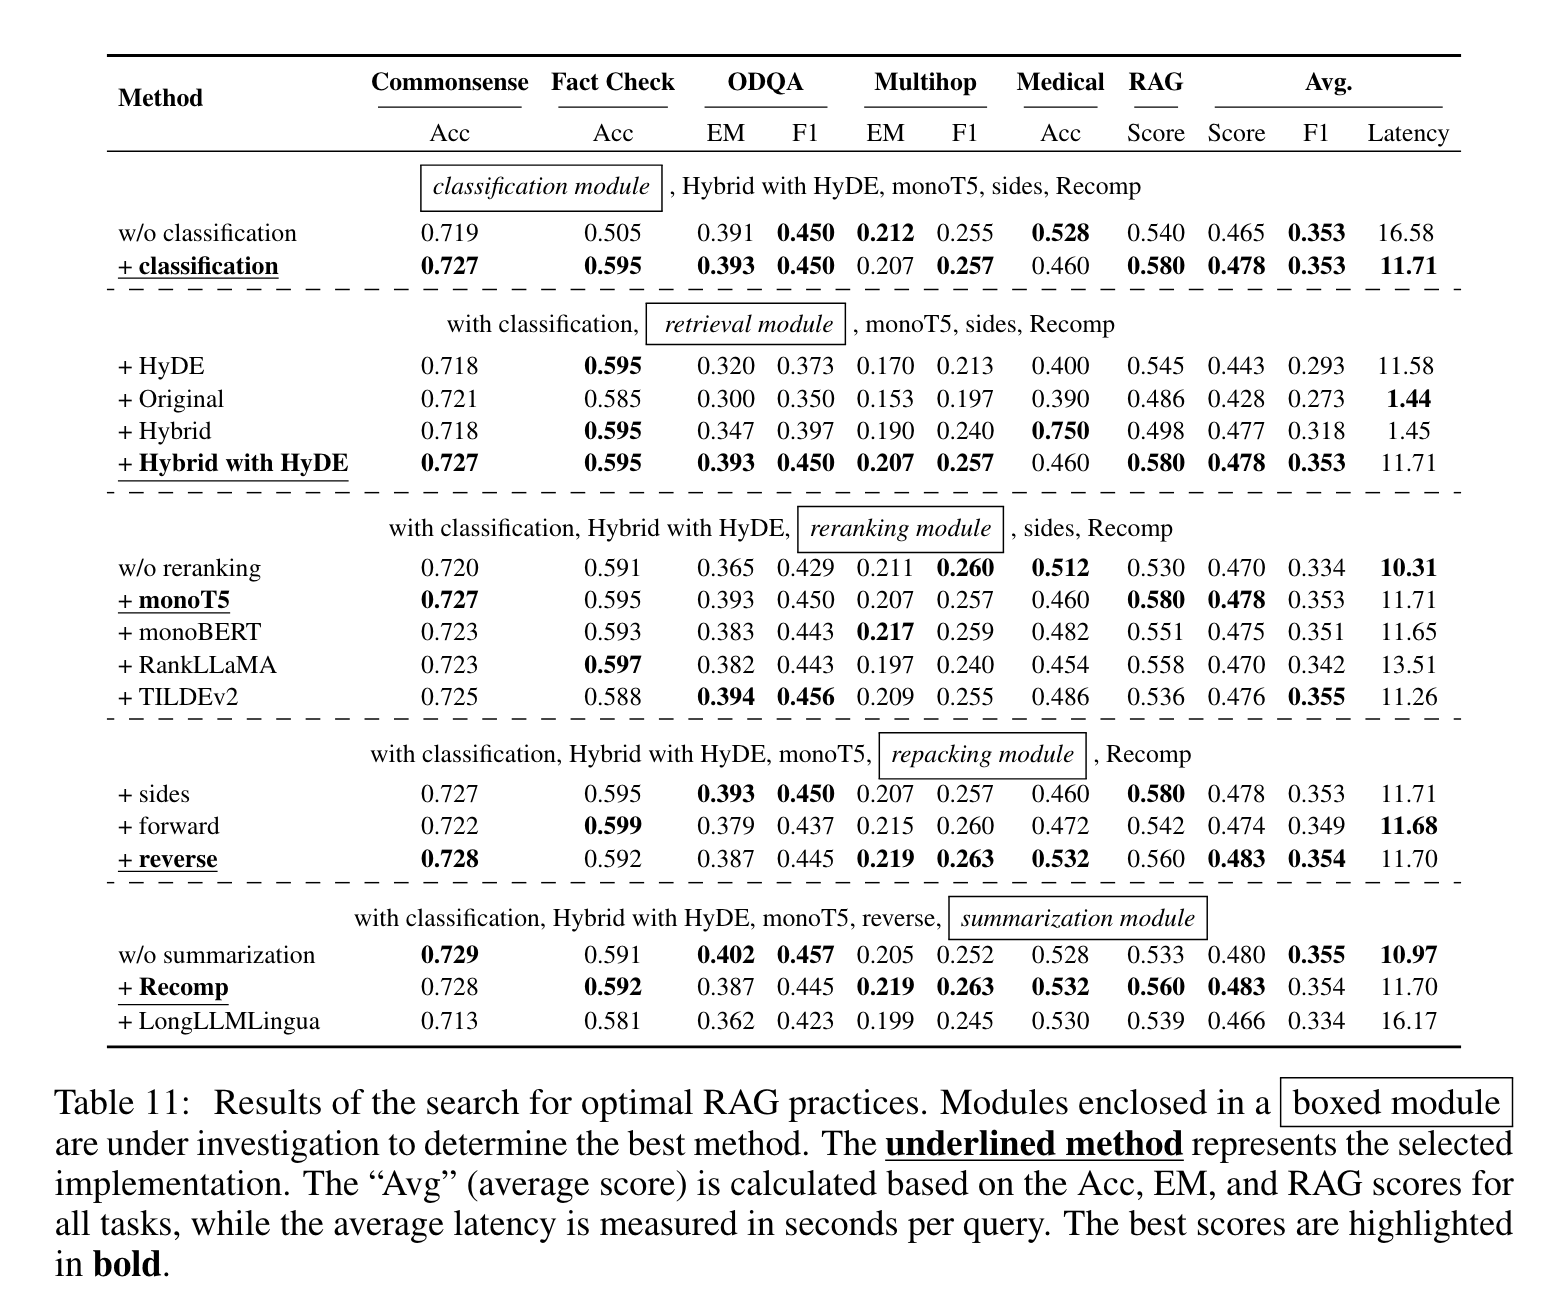 Method Commonsense Fact Check ODQA Multihop Medical RAG Avg.
Acc Acc EM F1 EM F1 Acc Score Score F1 Latency
classification module , Hybrid with HyDE, monoT5, sides, Recomp
w/o classification 0.719 0.505 0.391 0.450 0.212 0.255 0.528 0.540 0.465 0.353 16.58
+ classification 0.727 0.595 0.393 0.450 0.207 0.257 0.460 0.580 0.478 0.353 11.71
with classification, retrieval module , monoT5, sides, Recomp
+ HyDE 0.718 0.595 0.320 0.373 0.170 0.213 0.400 0.545 0.443 0.293 11.58
+ Original 0.721 0.585 0.300 0.350 0.153 0.197 0.390 0.486 0.428 0.273 1.44
+ Hybrid 0.718 0.595 0.347 0.397 0.190 0.240 0.750 0.498 0.477 0.318 1.45
+ Hybrid with HyDE 0.727 0.595 0.393 0.450 0.207 0.257 0.460 0.580 0.478 0.353 11.71
with classification, Hybrid with HyDE, reranking module , sides, Recomp
w/o reranking 0.720 0.591 0.365 0.429 0.211 0.260 0.512 0.530 0.470 0.334 10.31
+ monoT5 0.727 0.595 0.393 0.450 0.207 0.257 0.460 0.580 0.478 0.353 11.71
+ monoBERT 0.723 0.593 0.383 0.443 0.217 0.259 0.482 0.551 0.475 0.351 11.65
+ RankLLaMA 0.723 0.597 0.382 0.443 0.197 0.240 0.454 0.558 0.470 0.342 13.51
+ TILDEv2 0.725 0.588 0.394 0.456 0.209 0.255 0.486 0.536 0.476 0.355 11.26
with classification, Hybrid with HyDE, monoT5, repacking module , Recomp
+ sides 0.727 0.595 0.393 0.450 0.207 0.257 0.460 0.580 0.478 0.353 11.71
+ forward 0.722 0.599 0.379 0.437 0.215 0.260 0.472 0.542 0.474 0.349 11.68
+ reverse 0.728 0.592 0.387 0.445 0.219 0.263 0.532 0.560 0.483 0.354 11.70
with classification, Hybrid with HyDE, monoT5, reverse, summarization module
w/o summarization 0.729 0.591 0.402 0.457 0.205 0.252 0.528 0.533 0.480 0.355 10.97
+ Recomp 0.728 0.592 0.387 0.445 0.219 0.263 0.532 0.560 0.483 0.354 11.70
+ LongLLMLingua 0.713 0.581 0.362 0.423 0.199 0.245 0.530 0.539 0.466 0.334 16.17
Table 11: Results of the search for optimal RAG practices. Modules enclosed in a boxed module
are under investigation to determine the best method. The underlined method represents the selected
implementation. The “Avg” (average score) is calculated based on the Acc, EM, and RAG scores for
all tasks, while the average latency is measured in seconds per query. The best scores are highlighted
in bold.